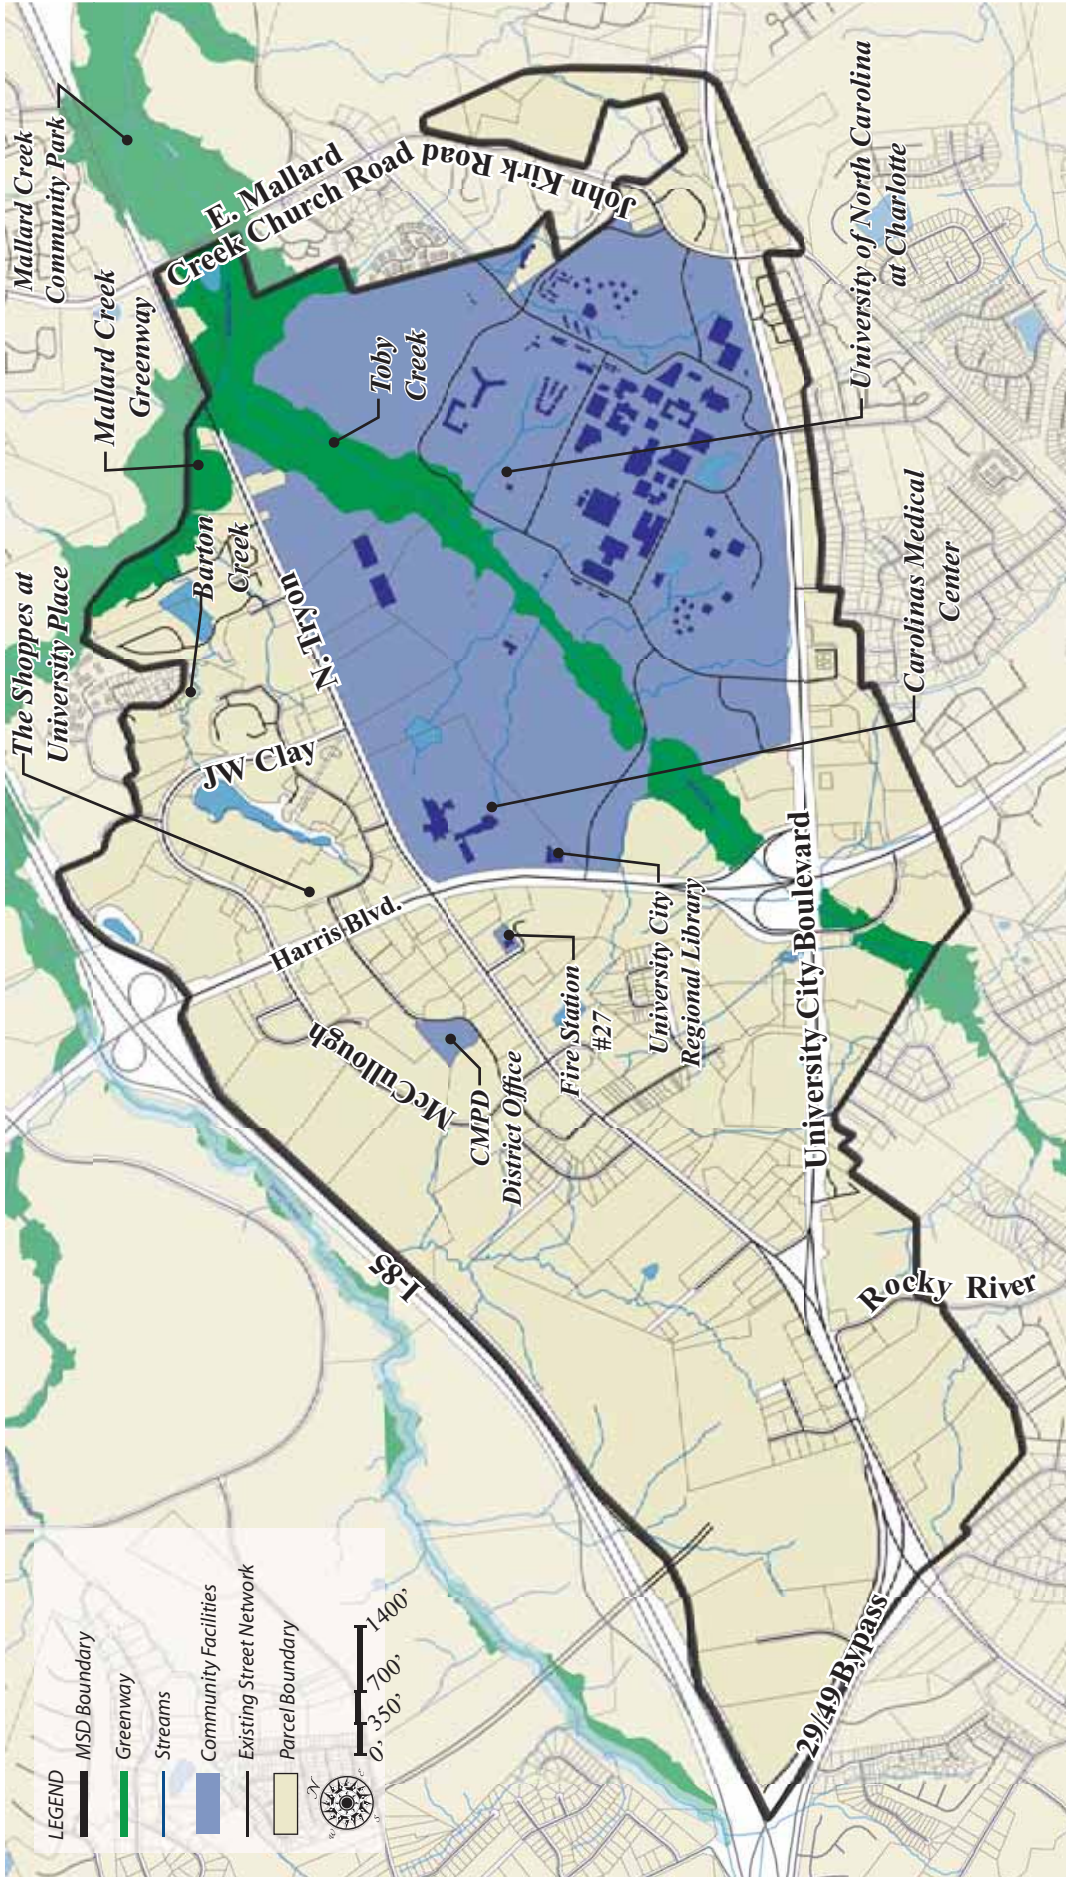 Mallard Creek
Community Park
E. Mallard
Creek Church Road
John Kirk Road
Mallard Creek
Greenway
Toby
Creek
University of North Carolina
at Charlotte
The Shoppes at
University Place
Barton
Creek
N. Tryon
JW Clay
Carolinas Medical
Center
Harris Blvd.
University City
Regional Library
University City Boulevard
McCullough
Fire Station
#27
CMPD
District Office
I-85
Rocky River
29/49 Bypass
LEGEND
MSD Boundary
Greenway
Streams
Community Facilities
Existing Street Network
Parcel Boundary
N
E
S
W
0' 350' 700' 1400'